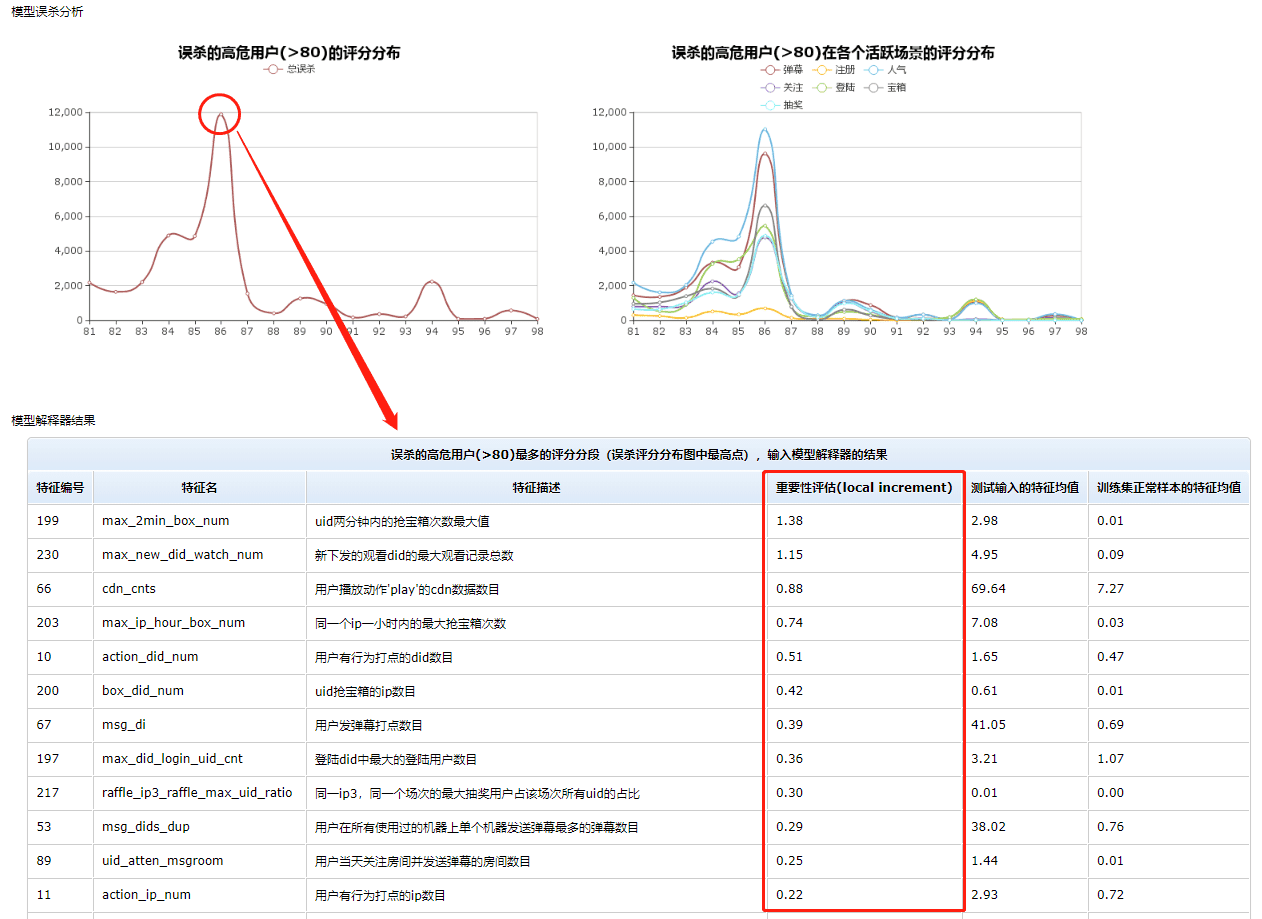 模型误杀分析
误杀的高危用户(>80)的评分分布
总误杀
12,000
10,000
8,000
6,000
4,000
2,000
0
81 82 83 84 85 86 87 88 89 90 91 92 93 94 95 96 97 98
误杀的高危用户(>80)在各个活跃场景的评分分布
弹幕 注册 人气
关注 登陆 宝箱
抽奖
12,000
10,000
8,000
6,000
4,000
2,000
0
81 82 83 84 85 86 87 88 89 90 91 92 93 94 95 96 97 98
模型解释器结果
误杀的高危用户(>80)最多的评分分段（误杀评分分布图中最高点），输入模型解释器的结果
特征编号 特征名 特征描述 重要性评估(local increment) 测试输入的特征均值 训练集正常样本的特征均值
199 max_2min_box_num uid两分钟内的抢宝箱次数最大值 1.38 2.98 0.01
230 max_new_did_watch_num 新下发的观看did的最大观看记录总数 1.15 4.95 0.09
66 cdn_cnts 用户播放动作'play'的cdn数据数目 0.88 69.64 7.27
203 max_ip_hour_box_num 同一个ip一小时内的最大抢宝箱次数 0.74 7.08 0.03
10 action_did_num 用户有行为打点的did数目 0.51 1.65 0.47
200 box_did_num uid抢宝箱的ip数目 0.42 0.61 0.01
67 msg_di 用户发弹幕打点数目 0.39 41.05 0.69
197 max_did_login_uid_cnt 登陆did中最大的登陆用户数目 0.36 3.21 1.07
217 raffle_ip3_raffle_max_uid_ratio 同一ip3，同一个场次的最大抽奖用户占该场次所有uid的占比 0.30 0.01 0.00
53 msg_dids_dup 用户在所有使用过的机器上单个机器发送弹幕最多的弹幕数目 0.29 38.02 0.76
89 uid_atten_msgroom 用户当天关注房间并发送弹幕的房间数目 0.25 1.44 0.01
11 action_ip_num 用户有行为打点的ip数目 0.22 2.93 0.72